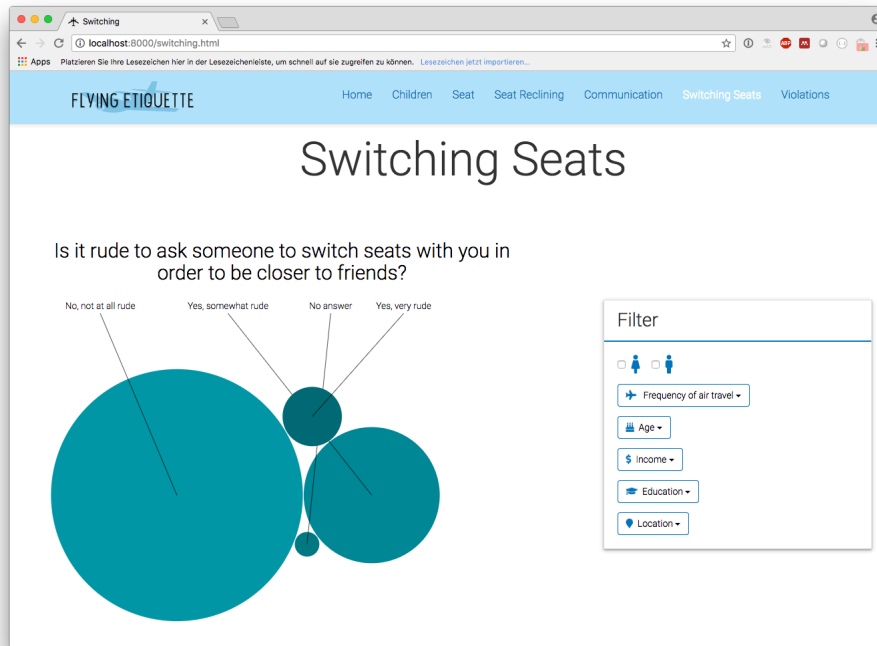 Switching
localhost:8000/switching.html
ABP
Apps Platzieren Sie Ihre Lesezeichen hier in der Lesezeichenleiste, um schnell auf sie zugreifen zu können. Lesezeichen jetzt importieren...
FLYING ETIQUETTE Home Children Seat Seat Reclining Communication Switching Seats Violations
Switching Seats
Is it rude to ask someone to switch seats with you in
order to be closer to friends?
No, not at all rude Yes, somewhat rude No answer Yes, very rude
Filter
Frequency of air travel
Age
$ Income
Education
Location